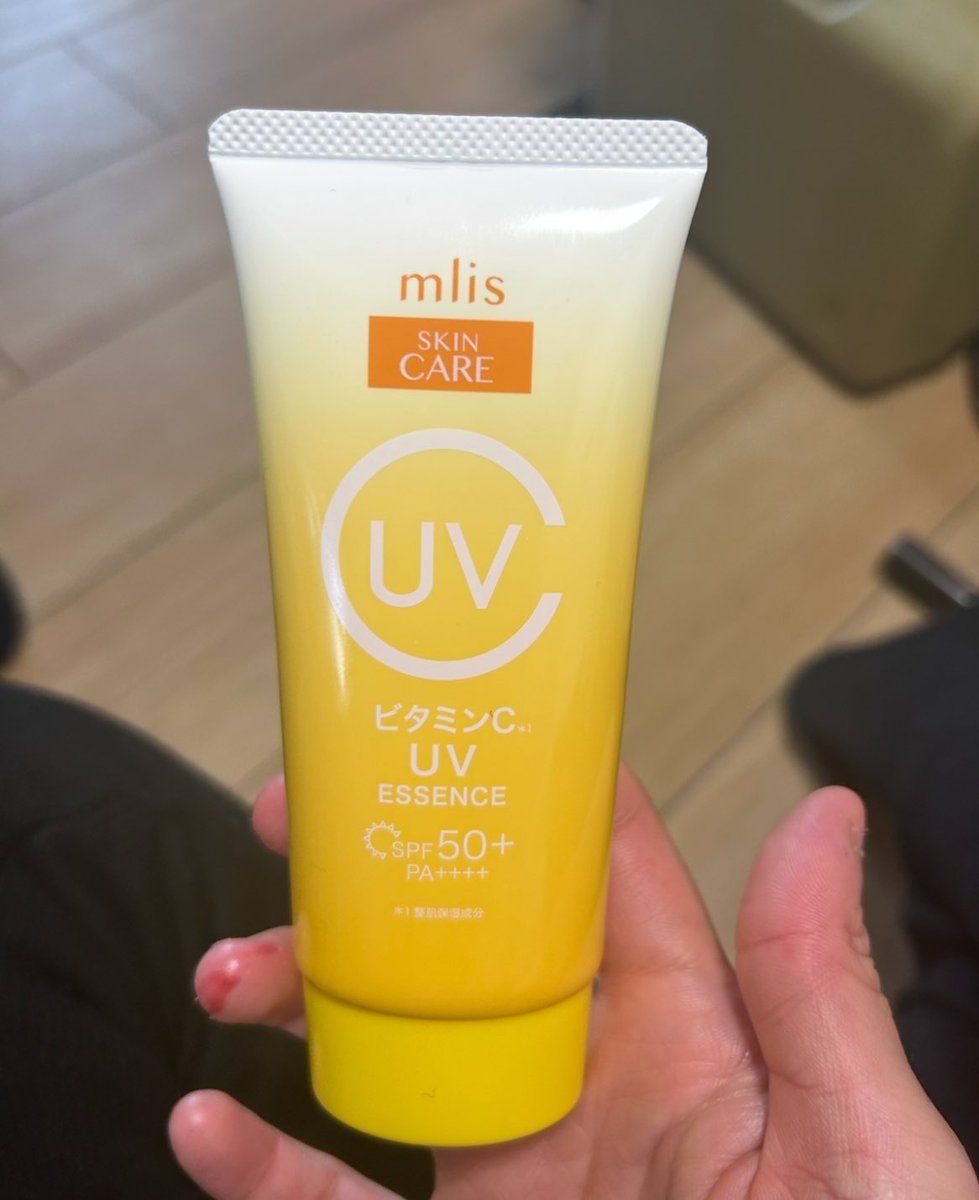 mlis
SKIN
CARE
UV
ビタミンC*1
UV
ESSENCE
SPF50+
PA++++
*1 整肌保湿成分